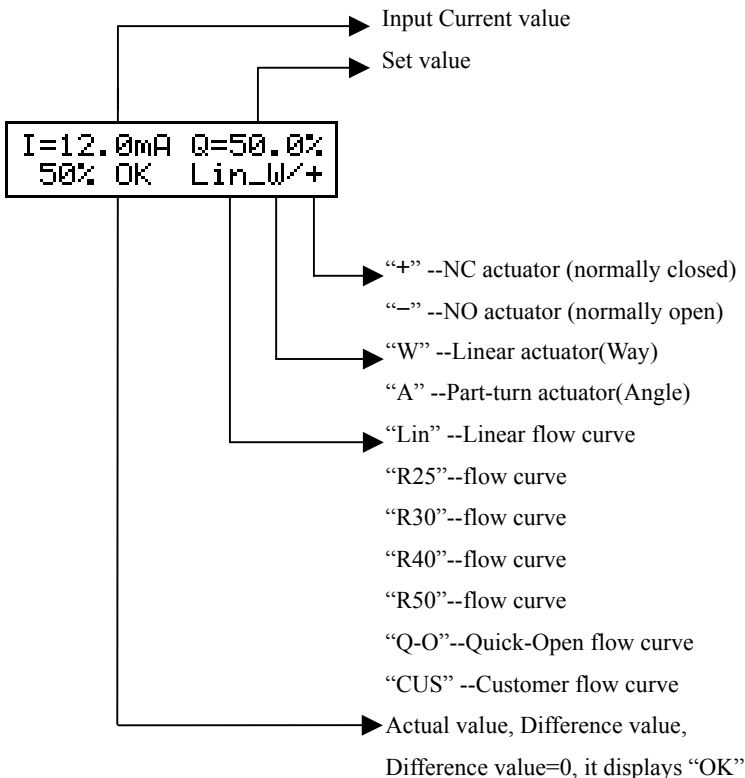 Input Current value
Set value
I=12.0mA Q=50.0%
50% OK Lin_W/+
“+” --NC actuator (normally closed)
“−” --NO actuator (normally open)
“W” --Linear actuator(Way)
“A” --Part-turn actuator(Angle)
“Lin” --Linear flow curve
“R25”--flow curve
“R30”--flow curve
“R40”--flow curve
“R50”--flow curve
“Q-O”--Quick-Open flow curve
“CUS” --Customer flow curve
Actual value, Difference value,
Difference value=0, it displays “OK”